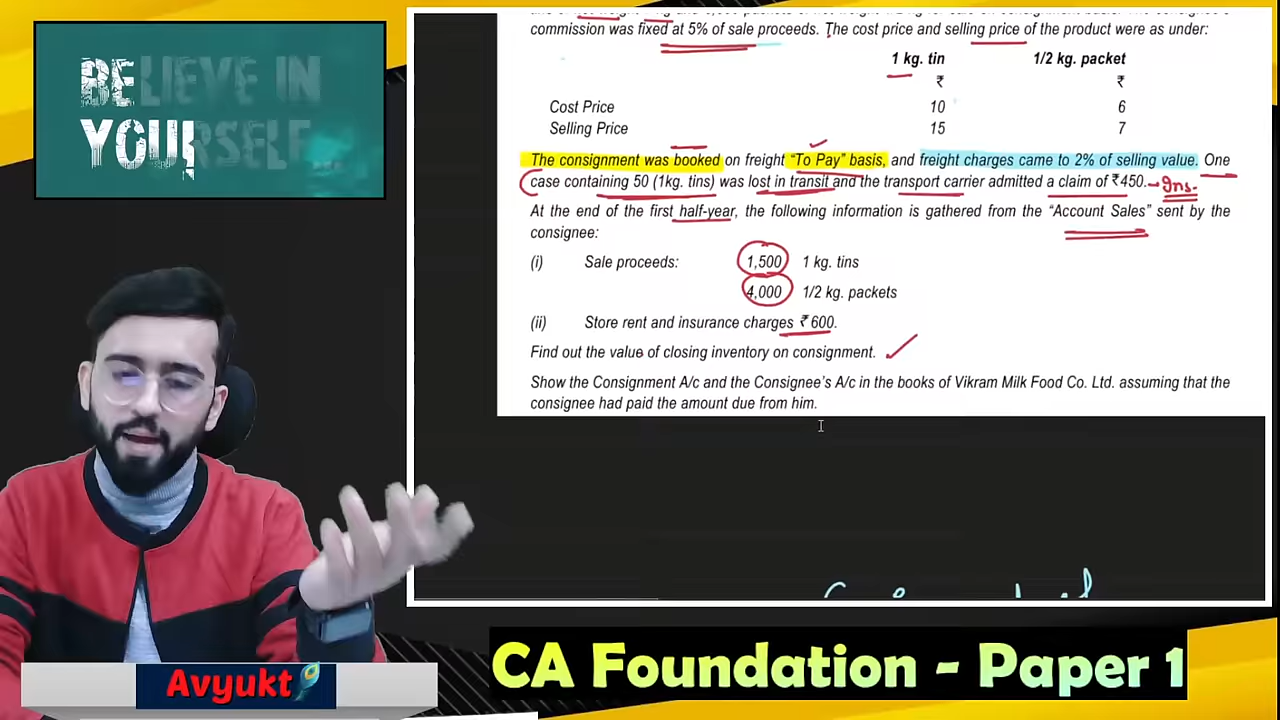 BELIEVE IN
YOURSELF...
commission was fixed at 5% of sale proceeds. The cost price and selling price of the product were as under:
1 kg. tin 1/2 kg. packet
₹ ₹
Cost Price 10 6
Selling Price 15 7
The consignment was booked on freight “To Pay” basis, and freight charges came to 2% of selling value. One
case containing 50 (1kg. tins) was lost in transit and the transport carrier admitted a claim of ₹450. Ins.
At the end of the first half-year, the following information is gathered from the “Account Sales” sent by the
consignee:
(i) Sale proceeds: 1,500 1 kg. tins
4,000 1/2 kg. packets
(ii) Store rent and insurance charges ₹600.
Find out the value of closing inventory on consignment.
Show the Consignment A/c and the Consignee's A/c in the books of Vikram Milk Food Co. Ltd. assuming that the
consignee had paid the amount due from him.
Avyukt
CA Foundation - Paper 1